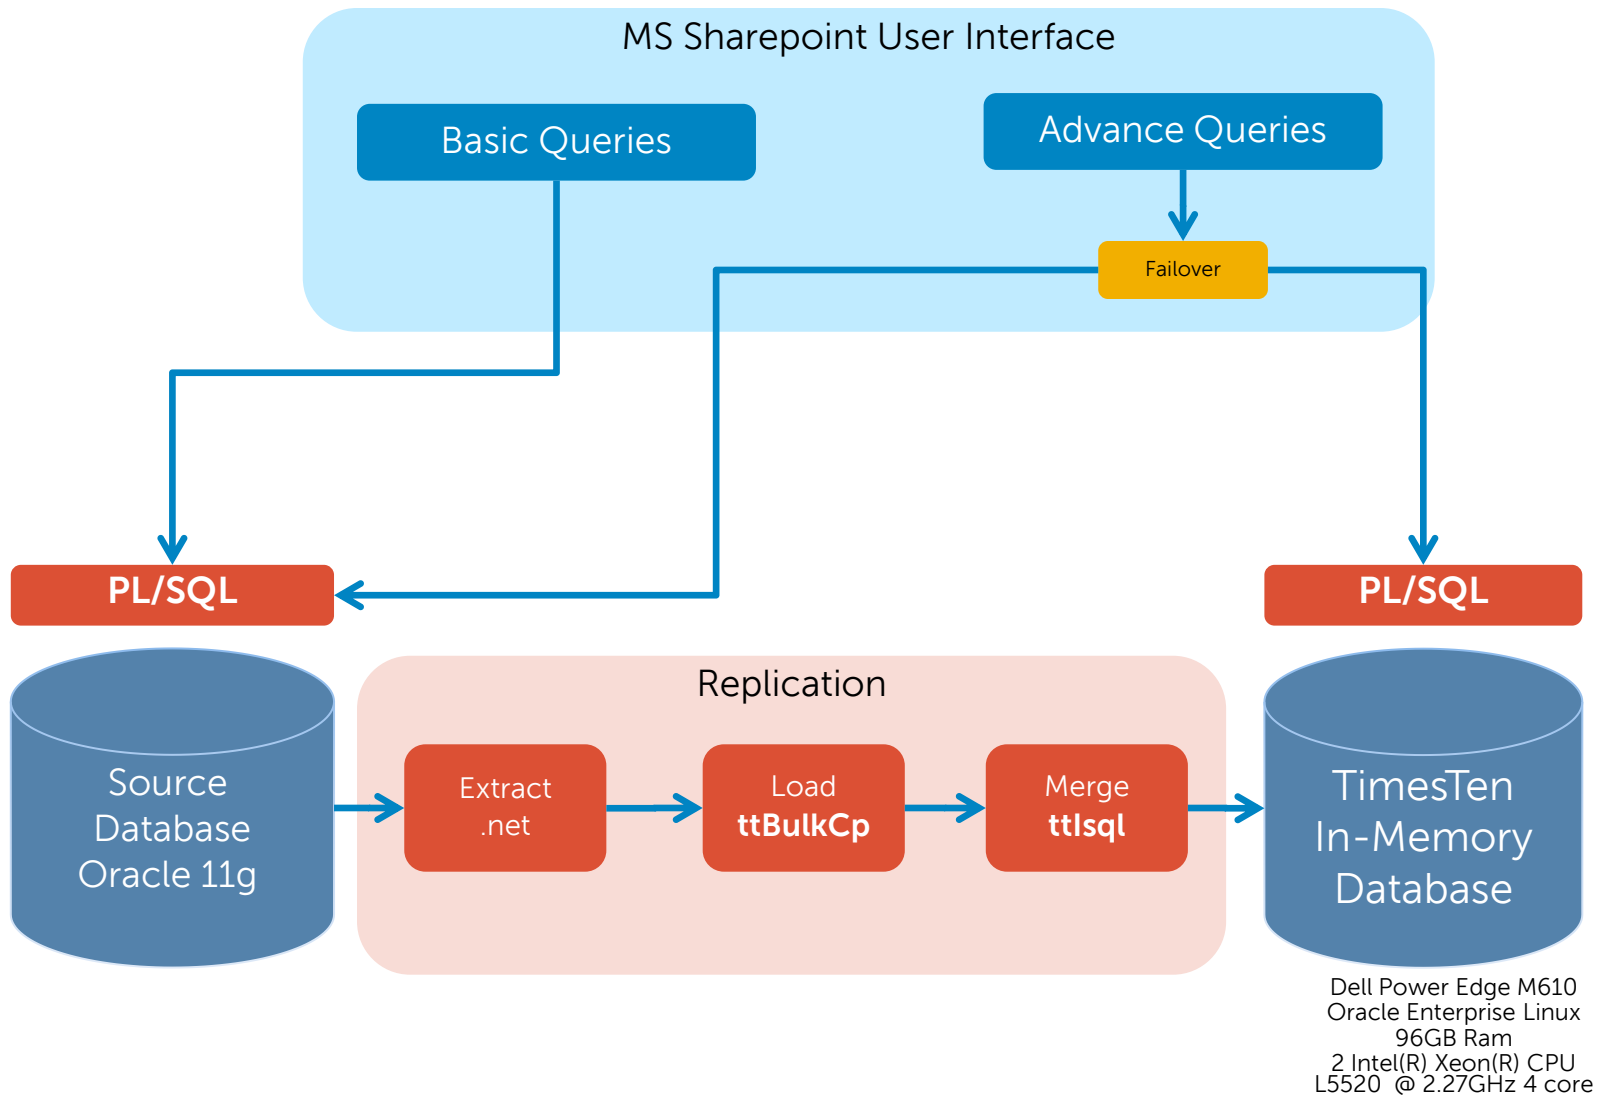 MS Sharepoint User Interface
Basic Queries
Advance Queries
Failover
PL/SQL
PL/SQL
Replication
Source
Database
Oracle 11g
Extract
.net
Load
ttBulkCp
Merge
ttIsql
TimesTen
In-Memory
Database
Dell Power Edge M610
Oracle Enterprise Linux
96GB Ram
2 Intel(R) Xeon(R) CPU
L5520 @ 2.27GHz 4 core